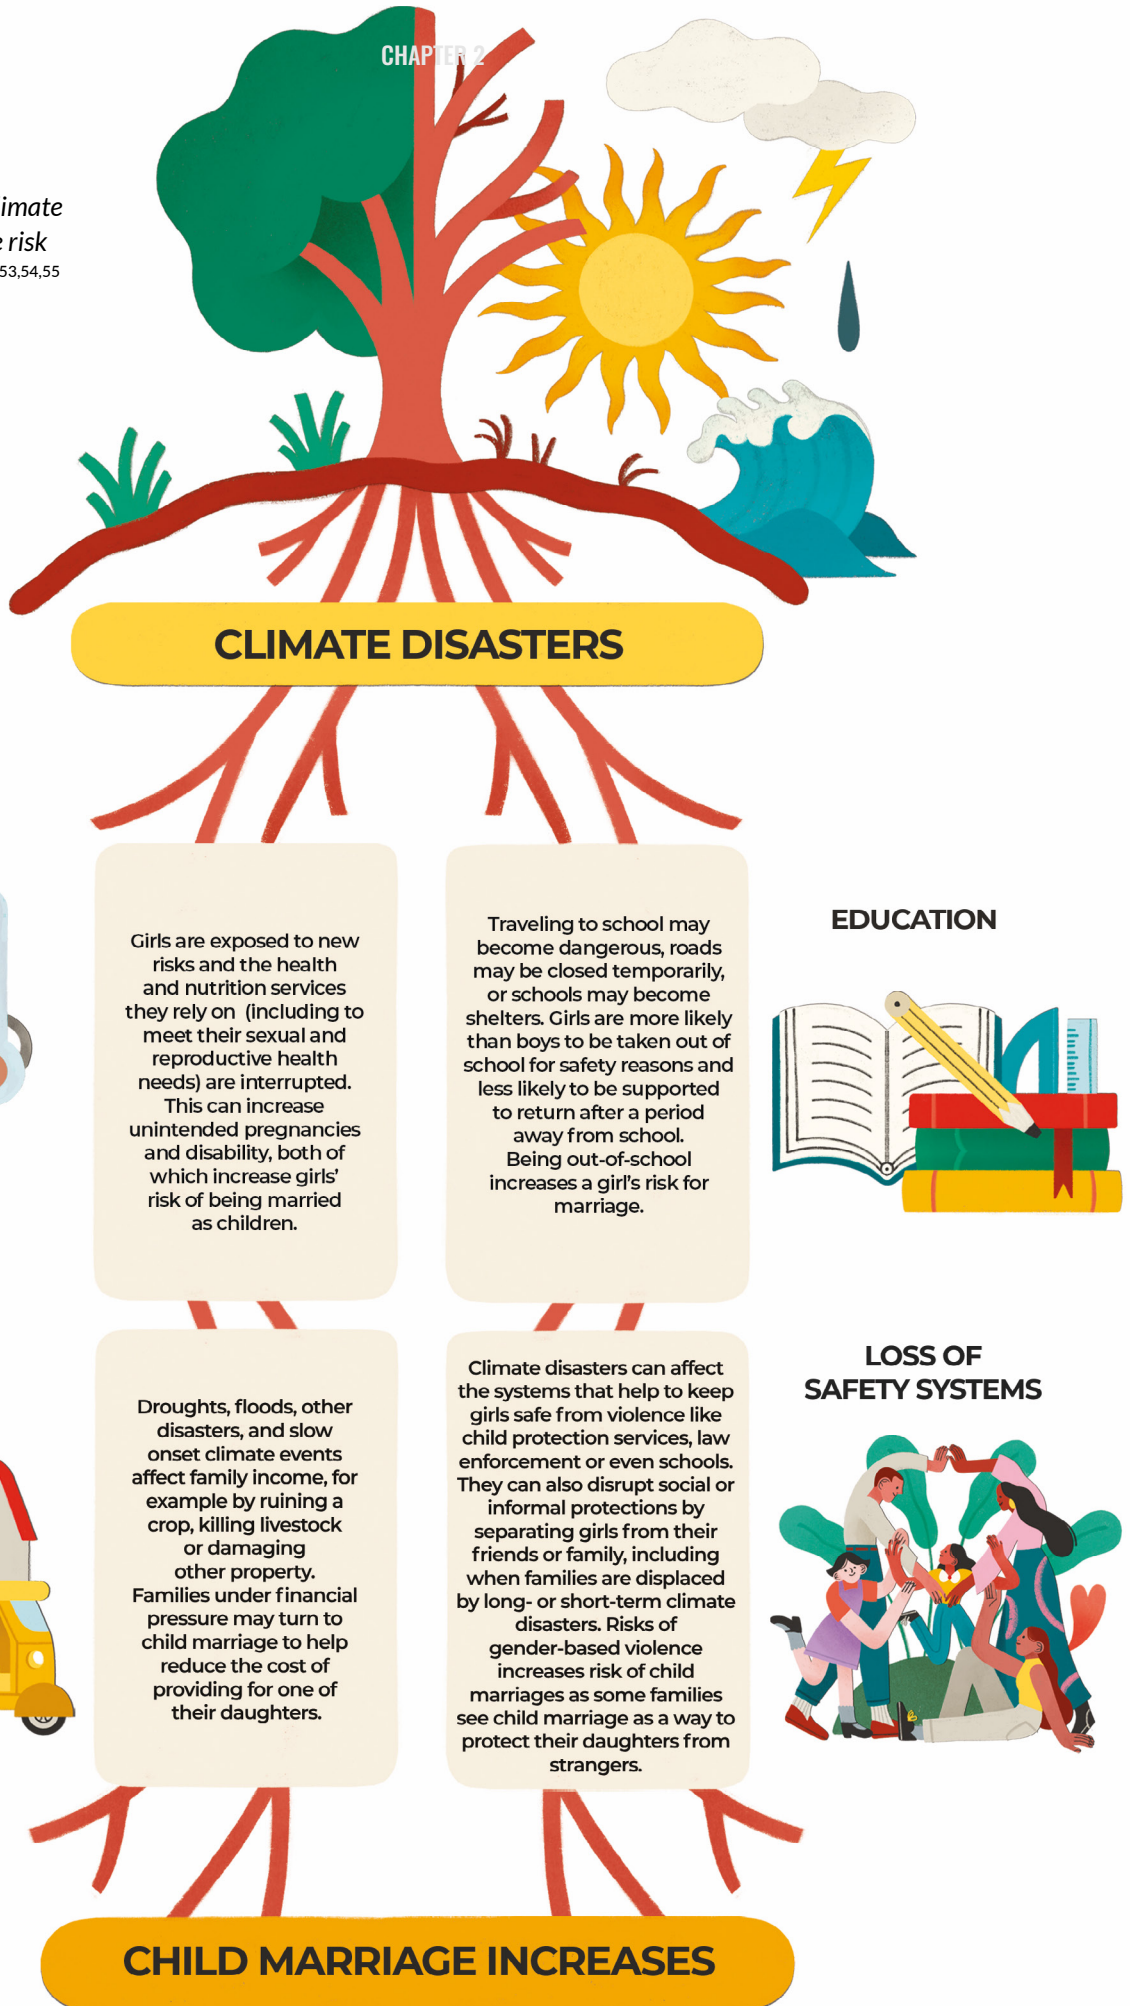 CHAPTER 2
imate
risk
53,54,55
CLIMATE DISASTERS
Girls are exposed to new
risks and the health
and nutrition services
they rely on (including to
meet their sexual and
reproductive health
needs) are interrupted.
This can increase
unintended pregnancies
and disability, both of
which increase girls’
risk of being married
as children.
Traveling to school may
become dangerous, roads
may be closed temporarily,
or schools may become
shelters. Girls are more likely
than boys to be taken out of
school for safety reasons and
less likely to be supported
to return after a period
away from school.
Being out-of-school
increases a girl’s risk for
marriage.
EDUCATION
Droughts, floods, other
disasters, and slow
onset climate events
affect family income, for
example by ruining a
crop, killing livestock
or damaging
other property.
Families under financial
pressure may turn to
child marriage to help
reduce the cost of
providing for one of
their daughters.
Climate disasters can affect
the systems that help to keep
girls safe from violence like
child protection services, law
enforcement or even schools.
They can also disrupt social or
informal protections by
separating girls from their
friends or family, including
when families are displaced
by long- or short-term climate
disasters. Risks of
gender-based violence
increases risk of child
marriages as some families
see child marriage as a way to
protect their daughters from
strangers.
LOSS OF
SAFETY SYSTEMS
CHILD MARRIAGE INCREASES